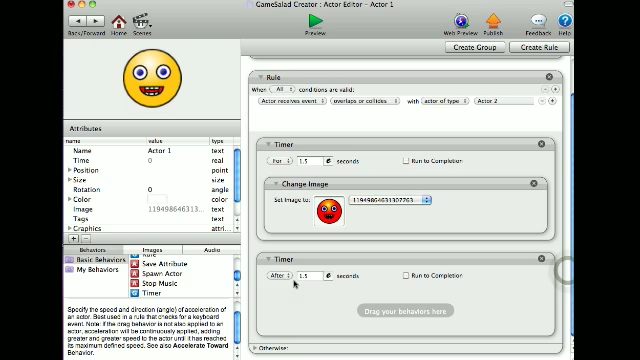 GameSalad Creator : Actor Editor - Actor 1
Back/Forward Home Scenes Preview Web Preview Publish Feedback Help
Create Group Create Rule
Attributes
name value type
Name Actor 1 text
Time 0 real
Position point
Size size
Rotation 0 angle
Color color
Image 119498646313... text
Tags text
Graphics attri...
Behaviors Images Audio
Basic Behaviors
My Behaviors
Rule
Save Attribute
Spawn Actor
Stop Music
Timer
Specify the speed and direction (angle) of acceleration of
an actor. Best used in a rule that checks for a keyboard
event. Note: if the drag behavior is not also applied to an
actor, acceleration will be continuously applied, adding
greater and greater speed to the actor until it has
reached its maximum defined speed. See also Accelerate Toward
Behavior.
Rule
When All conditions are valid:
Actor receives event overlaps or collides with actor of type Actor 2
Timer
For 1.5 e seconds Run to Completion
Change Image
Set Image to: 11949864631307763
Timer
After 1.5 e seconds Run to Completion
Drag your behaviors here
Otherwise: